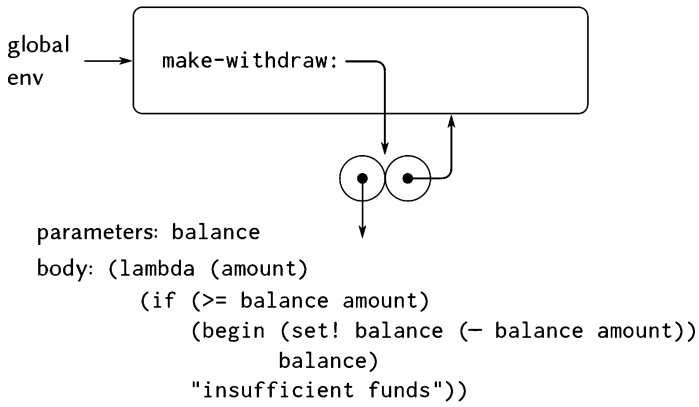 global
env
make-withdraw:
parameters: balance
body: (lambda (amount)
(if (>= balance amount)
(begin (set! balance (— balance amount))
balance)
"insufficient funds"))